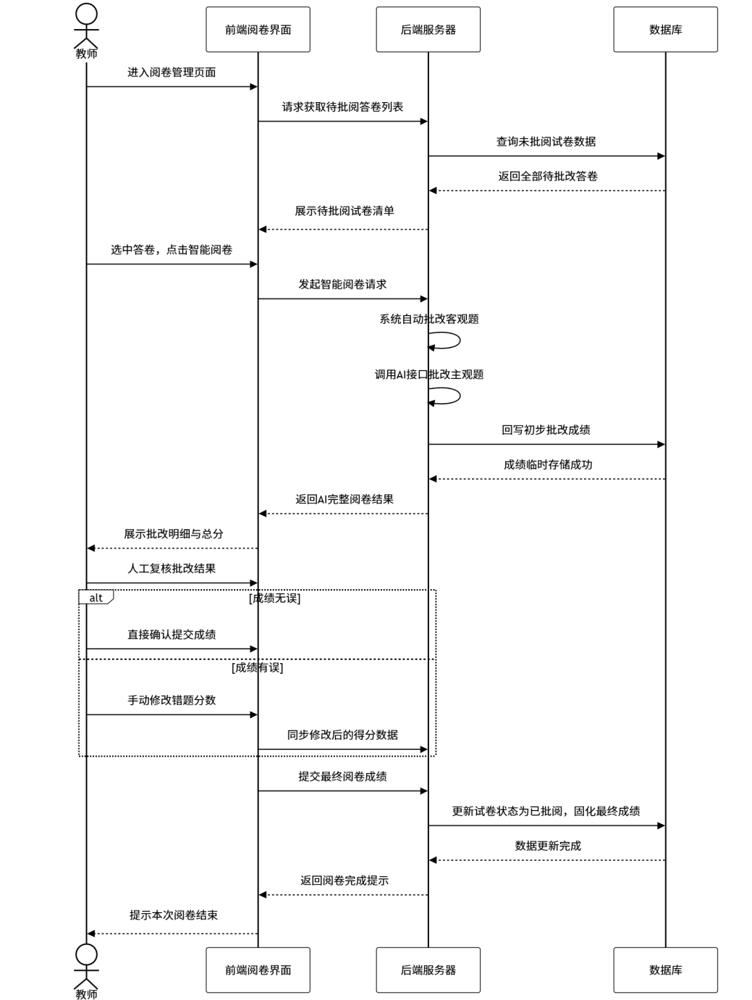 教师
前端阅卷界面
后端服务器
数据库
进入阅卷管理页面
请求获取待批阅答卷列表
查询未批阅试卷数据
返回全部待批改答卷
展示待批阅试卷清单
选中答卷，点击智能阅卷
发起智能阅卷请求
系统自动批改客观题
调用AI接口批改主观题
回写初步批改成绩
成绩临时存储成功
返回AI完整阅卷结果
展示批改明细与总分
人工复核批改结果
alt
[成绩无误]
直接确认提交成绩
[成绩有误]
手动修改错题分数
同步修改后的得分数据
提交最终阅卷成绩
更新试卷状态为已批阅，固化最终成绩
数据更新完成
返回阅卷完成提示
提示本次阅卷结束
教师
前端阅卷界面
后端服务器
数据库